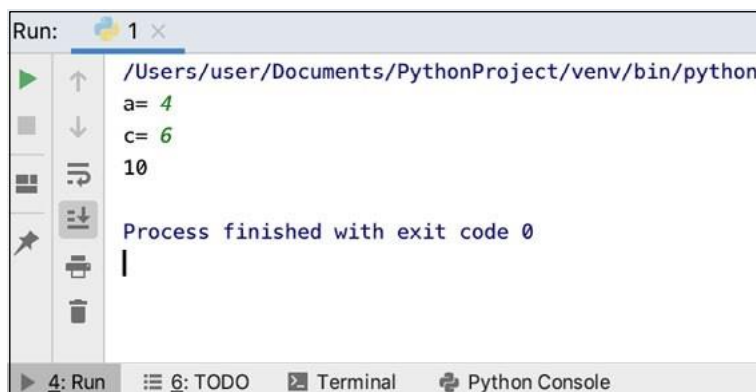 Run: 1
/Users/user/Documents/PythonProject/venv/bin/python
a= 4
c= 6
10
Process finished with exit code 0
4: Run 6: TODO Terminal Python Console